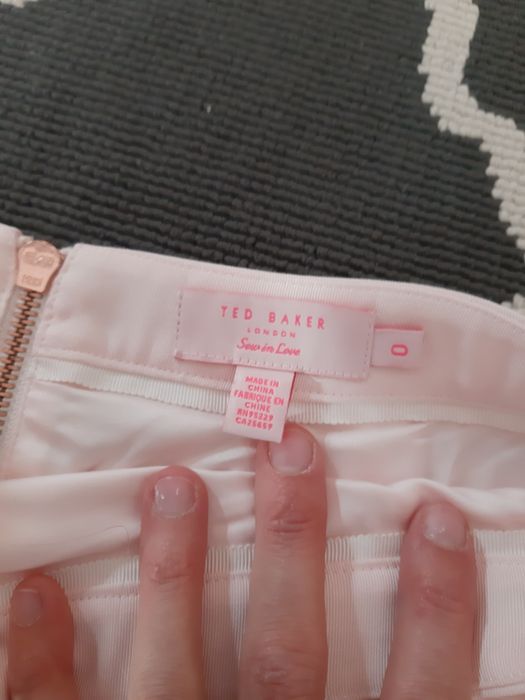 TED BAKER
LONDON
Sew in Love
0
MADE IN
CHINA
FABRIQUE EN
CHINE
RN95229
CA25659